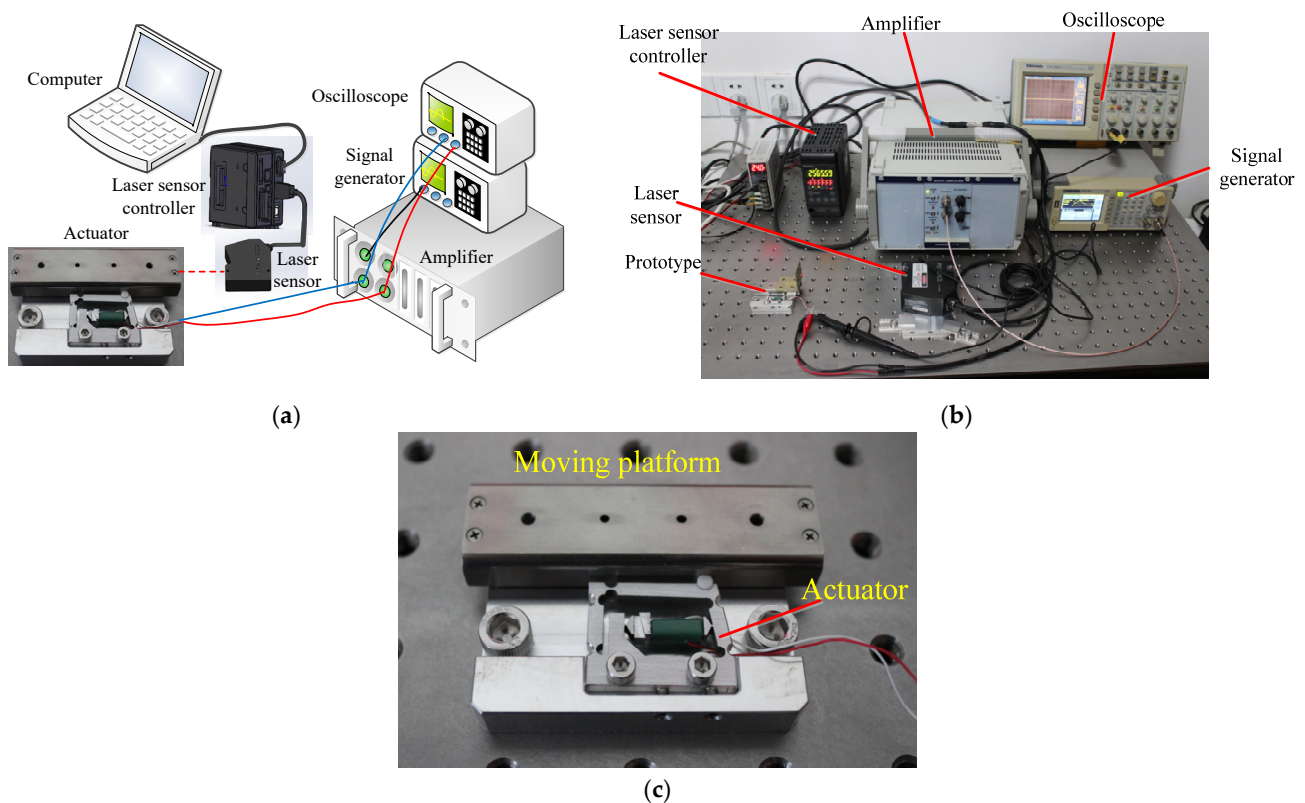 Computer
Oscilloscope
Signal
generator
Laser sensor
controller
Actuator
Laser
sensor
Amplifier
(a)
Laser sensor
controller
Amplifier
Oscilloscope
Signal
generator
Laser
sensor
Prototype
(b)
Moving platform
Actuator
(c)